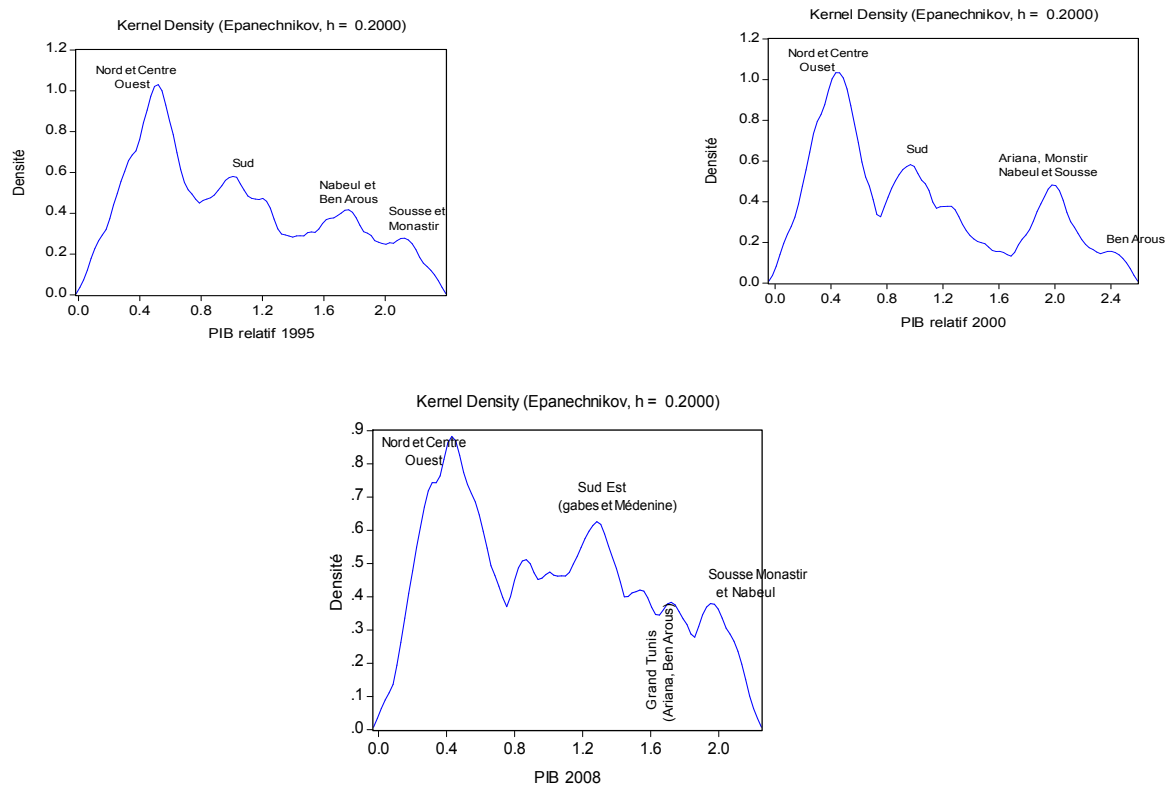 Kernel Density (Epanechnikov, h = 0.2000)
1.2
1.0
0.8
0.6
0.4
0.2
0.0
Densité
Nord et Centre
Ouest
Sud
Nabeul et
Ben Arous
Sousse et
Monastir
0.0 0.4 0.8 1.2 1.6 2.0
PIB relatif 1995
Kernel Density (Epanechnikov, h = 0.2000)
1.2
1.0
0.8
0.6
0.4
0.2
0.0
Densité
Nord et Centre
Ouset
Sud
Ariana, Monstir
Nabeul et Sousse
Ben Arous
0.0 0.4 0.8 1.2 1.6 2.0 2.4
PIB relatif 2000
Kernel Density (Epanechnikov, h = 0.2000)
.9
.8
.7
.6
.5
.4
.3
.2
.1
.0
Densité
Nord et Centre
Ouest
Sud Est
(gabes et Médenine)
Grand Tunis
(Ariana, Ben Arous)
Sousse Monastir
et Nabeul
0.0 0.4 0.8 1.2 1.6 2.0
PIB 2008